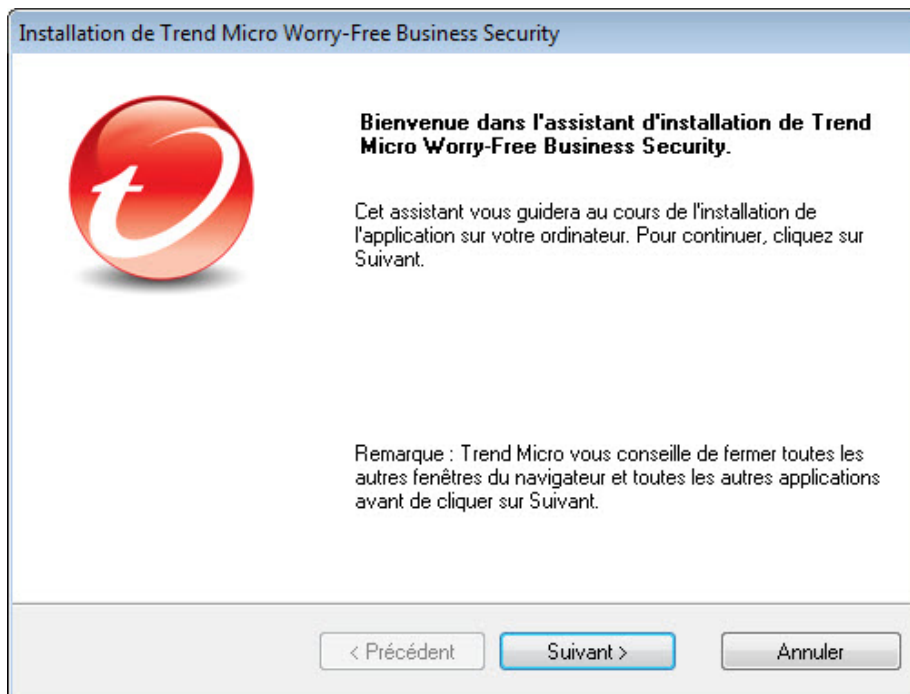 Installation de Trend Micro Worry-Free Business Security
Bienvenue dans l'assistant d'installation de Trend
Micro Worry-Free Business Security.
Cet assistant vous guidera au cours de l'installation de
l'application sur votre ordinateur. Pour continuer, cliquez sur
Suivant.
Remarque : Trend Micro vous conseille de fermer toutes les
autres fenêtres du navigateur et toutes les autres applications
avant de cliquer sur Suivant.
< Précédent Suivant > Annuler